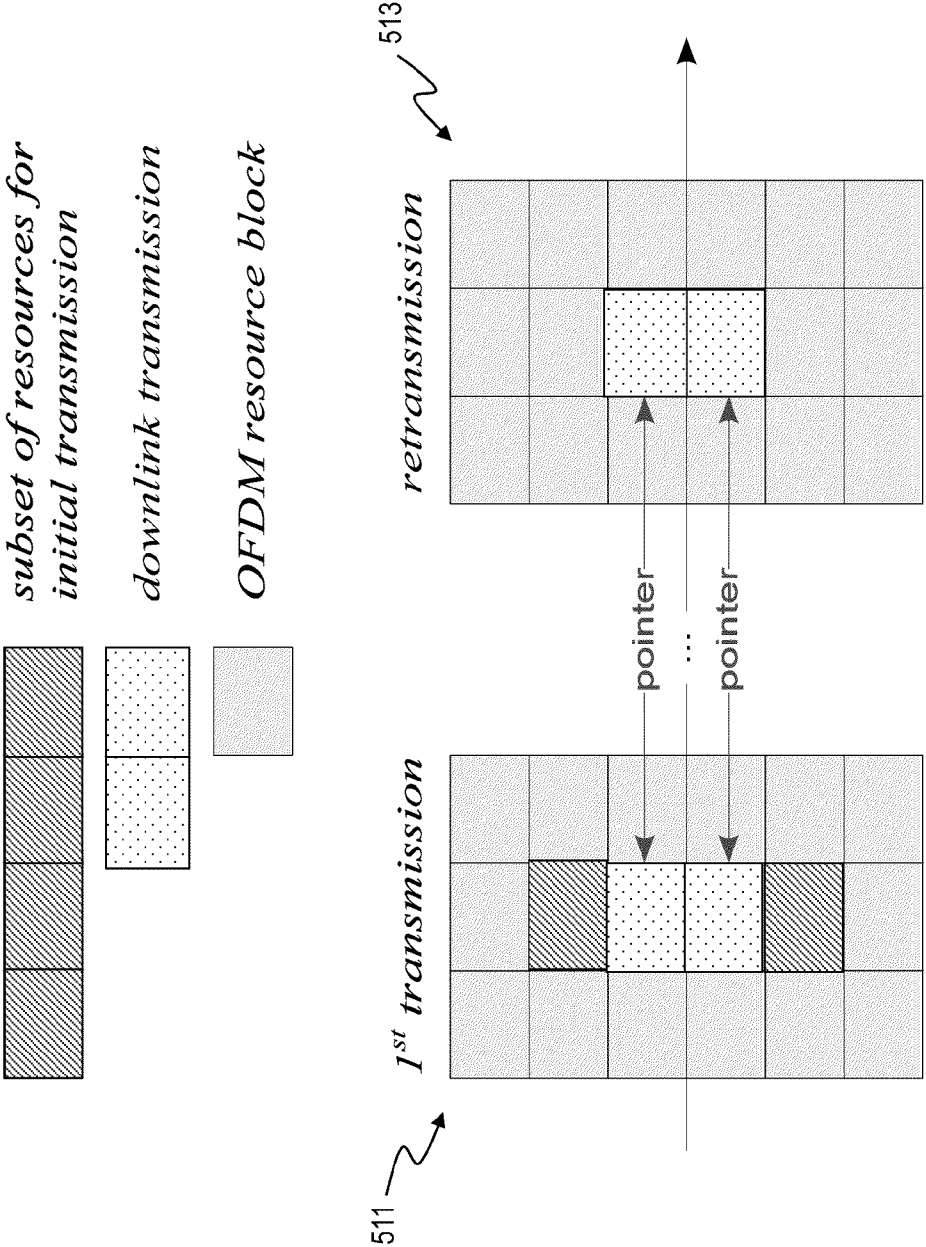 subset of resources for
initial transmission
downlink transmission
OFDM resource block
511
1st transmission
pointer
...
pointer
retransmission
513